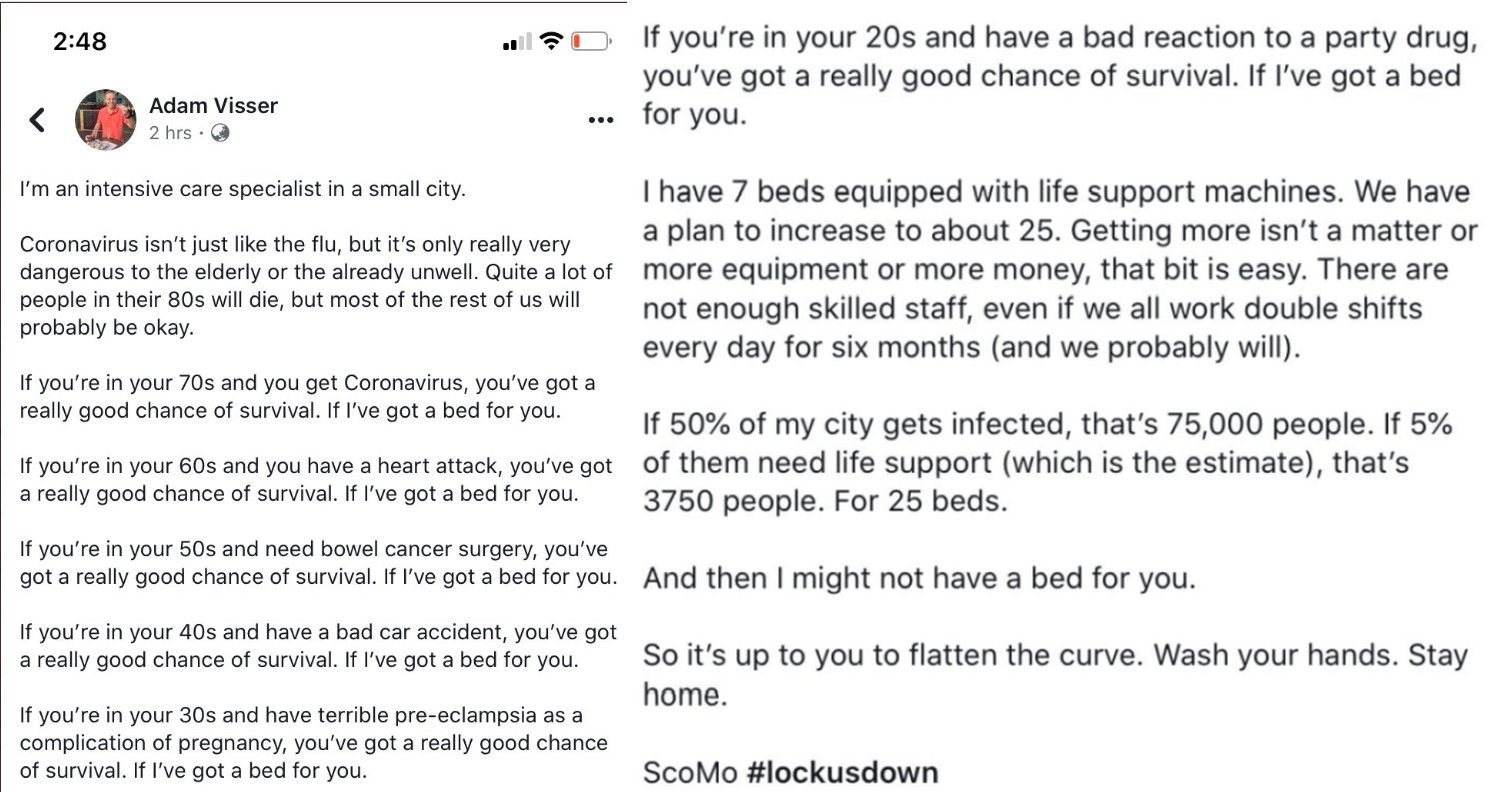 2:48
Adam Visser
2 hrs ·
I'm an intensive care specialist in a small city.
Coronavirus isn't just like the flu, but it's only really very
dangerous to the elderly or the already unwell. Quite a lot of
people in their 80s will die, but most of the rest of us will
probably be okay.
If you're in your 70s and you get Coronavirus, you've got a
really good chance of survival. If I've got a bed for you.
If you're in your 60s and you have a heart attack, you've got
a really good chance of survival. If I've got a bed for you.
If you're in your 50s and need bowel cancer surgery, you've
got a really good chance of survival. If I've got a bed for you.
If you're in your 40s and have a bad car accident, you've got
a really good chance of survival. If I've got a bed for you.
If you're in your 30s and have terrible pre-eclampsia as a
complication of pregnancy, you've got a really good chance
of survival. If I've got a bed for you.
If you're in your 20s and have a bad reaction to a party drug,
you've got a really good chance of survival. If I've got a bed
for you.
I have 7 beds equipped with life support machines. We have
a plan to increase to about 25. Getting more isn't a matter or
more equipment or more money, that bit is easy. There are
not enough skilled staff, even if we all work double shifts
every day for six months (and we probably will).
If 50% of my city gets infected, that's 75,000 people. If 5%
of them need life support (which is the estimate), that's
3750 people. For 25 beds.
And then I might not have a bed for you.
So it's up to you to flatten the curve. Wash your hands. Stay
home.
ScoMo #lockusdown